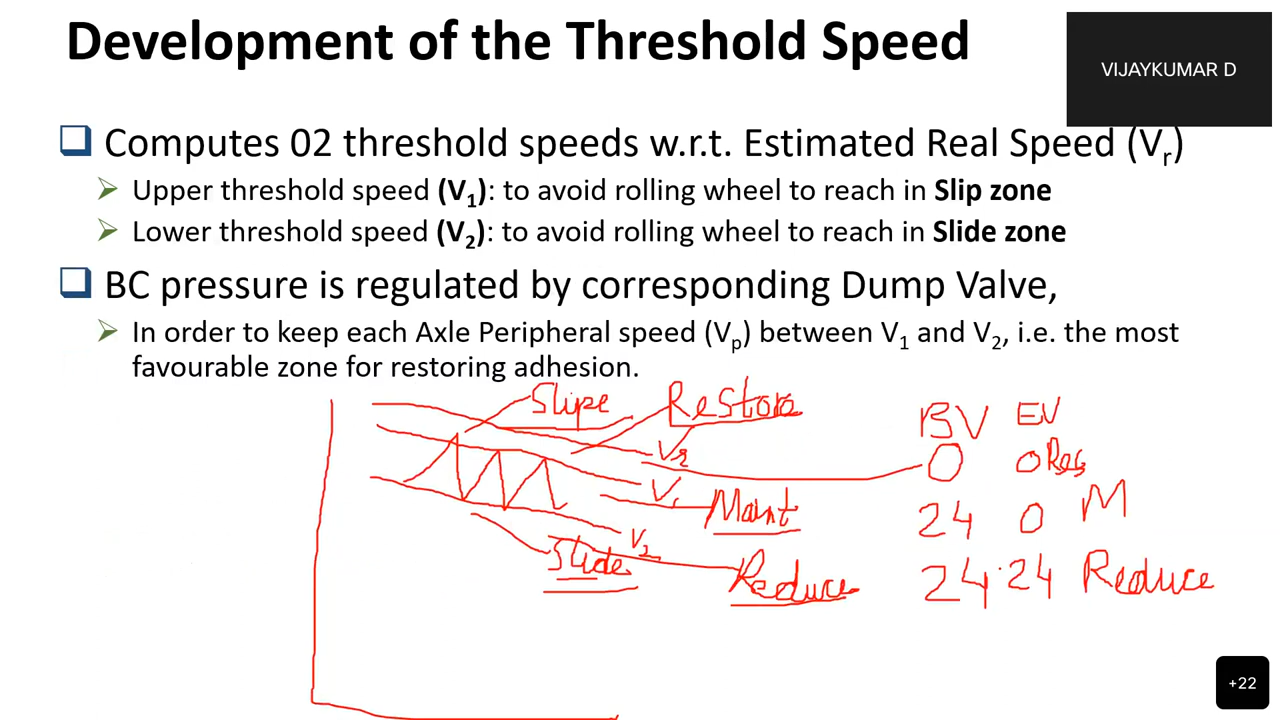 Development of the Threshold Speed
VIJAYKUMAR D
❑ Computes 02 threshold speeds w.r.t. Estimated Real Speed (Vr)
➢ Upper threshold speed (V1): to avoid rolling wheel to reach in Slip zone
➢ Lower threshold speed (V2): to avoid rolling wheel to reach in Slide zone
❑ BC pressure is regulated by corresponding Dump Valve,
➢ In order to keep each Axle Peripheral speed (Vp) between V1 and V2, i.e. the most
favourable zone for restoring adhesion.
Slipe Restore BV EV
Vr 0 0 Res
V1 Maint 24 0 M
V2
Slide Reduce 24 24 Reduce
+22